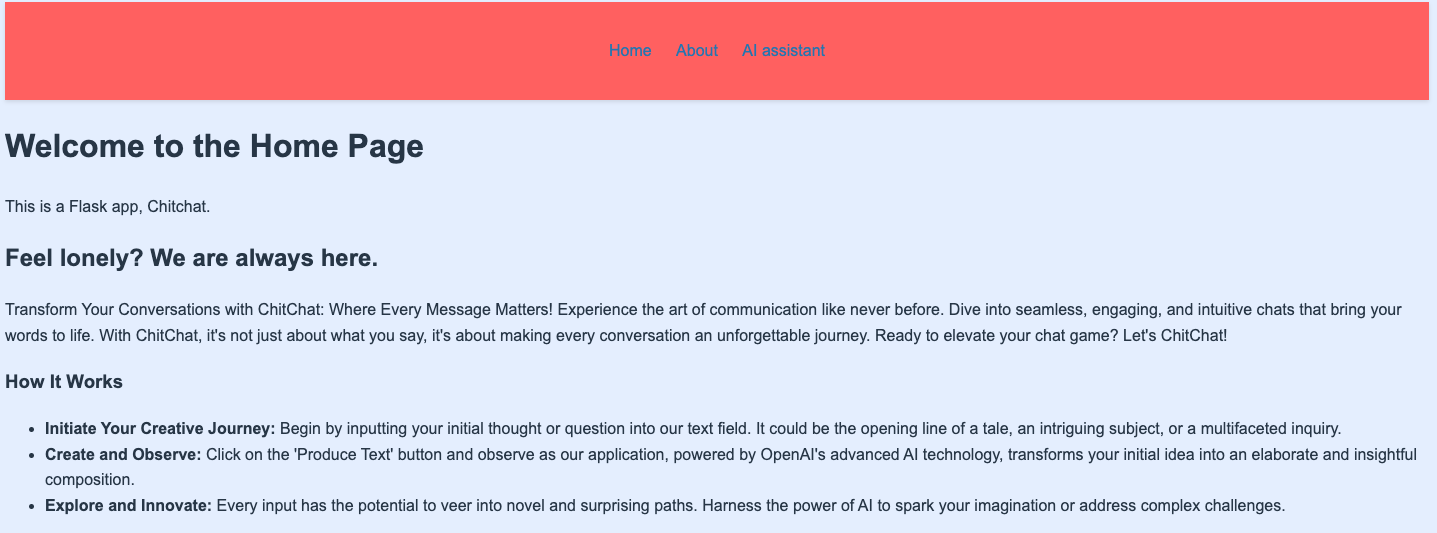 Home About AI assistant
Welcome to the Home Page
This is a Flask app, Chitchat.
Feel lonely? We are always here.
Transform Your Conversations with ChitChat: Where Every Message Matters! Experience the art of communication like never before. Dive into seamless, engaging, and intuitive chats that bring your
words to life. With ChitChat, it's not just about what you say, it's about making every conversation an unforgettable journey. Ready to elevate your chat game? Let's ChitChat!
How It Works
• Initiate Your Creative Journey: Begin by inputting your initial thought or question into our text field. It could be the opening line of a tale, an intriguing subject, or a multifaceted inquiry.
• Create and Observe: Click on the 'Produce Text' button and observe as our application, powered by OpenAI's advanced AI technology, transforms your initial idea into an elaborate and insightful
composition.
• Explore and Innovate: Every input has the potential to veer into novel and surprising paths. Harness the power of AI to spark your imagination or address complex challenges.